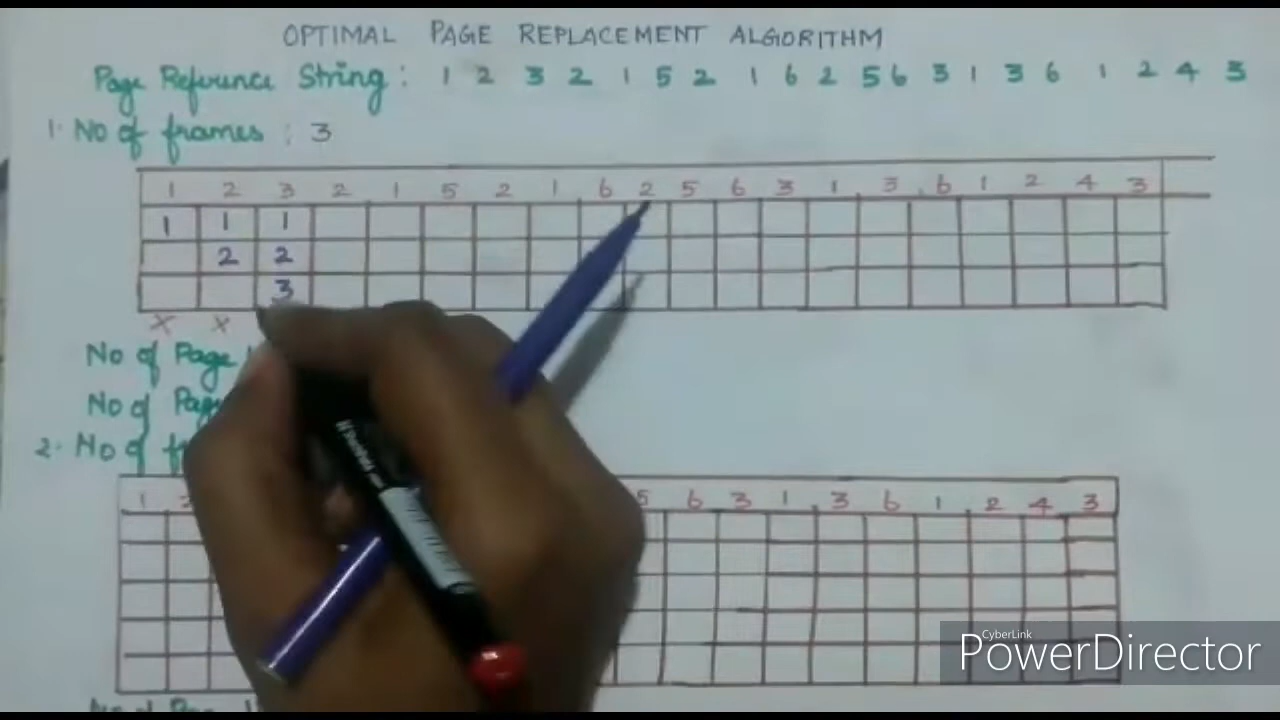 OPTIMAL PAGE REPLACEMENT ALGORITHM
Page Reference String : 1 2 3 2 1 5 2 1 6 2 5 6 3 1 3 6 1 2 4 3
1. No of frames : 3
1 2 3 2 1 5 2 1 6 2 5 6 3 1 3 6 1 2 4 3
1 1 1
2 2
3
X X
No of Page
No of Pag
2. No of
1 5 6 3 1 3 6 1 2 4 3
CyberLink
PowerDirector